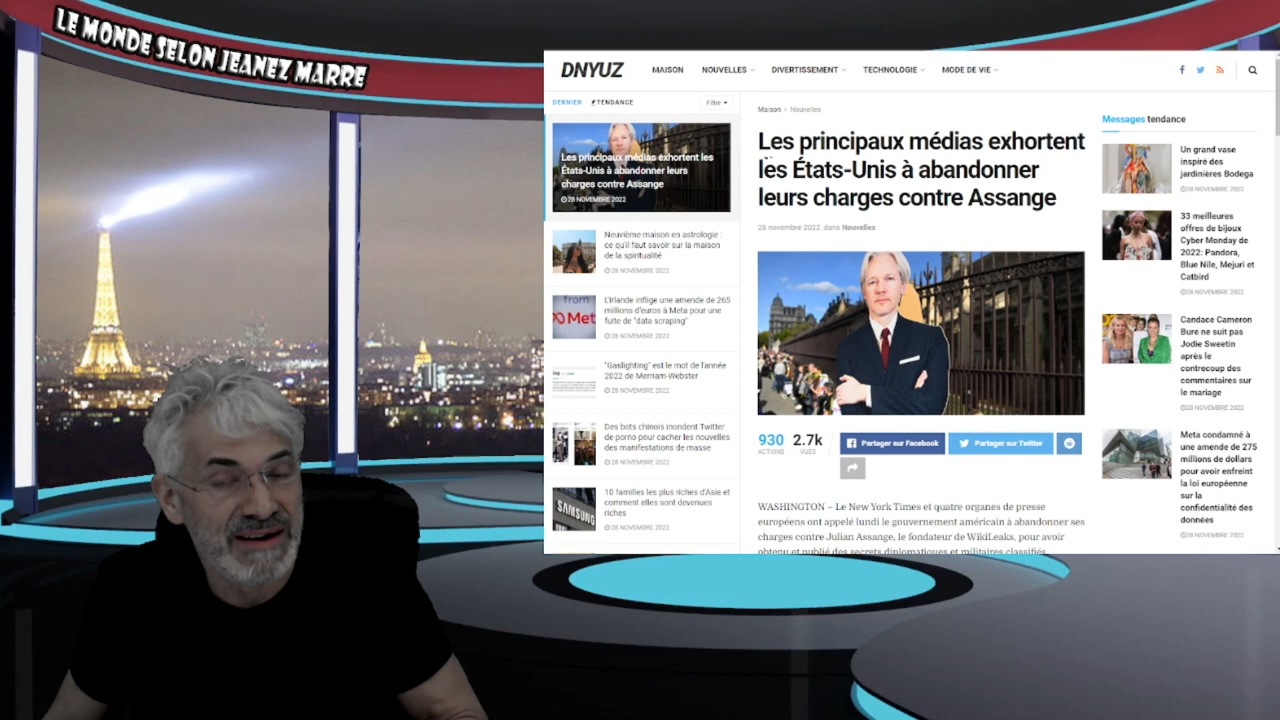 LE MONDE SELON JEANEZ MARRE
DNYUZ
MAISON
NOUVELLES
DIVERTISSEMENT
TECHNOLOGIE
MODE DE VIE
DERNIER
TENDANCE
Filtre
Les principaux médias exhortent les
États-Unis à abandonner leurs
charges contre Assange
28 NOVEMBRE 2022
Neuvième maison en astrologie :
ce qu'il faut savoir sur la maison
de la spiritualité
28 NOVEMBRE 2022
from
Met
L'Irlande inflige une amende de 265
millions d'euros à Meta pour une
fuite de "data scraping"
28 NOVEMBRE 2022
"Gaslighting" est le mot de l'année
2022 de Merriam-Webster
28 NOVEMBRE 2022
Des bots chinois inondent Twitter
de porno pour cacher les nouvelles
des manifestations de masse
28 NOVEMBRE 2022
SAMSUNG
10 familles les plus riches d'Asie et
comment elles sont devenues
riches
28 NOVEMBRE 2022
Maison > Nouvelles
Les principaux médias exhortent
les États-Unis à abandonner
leurs charges contre Assange
28 novembre 2022 dans Nouvelles
930
ACTIONS
2.7k
VUES
Partager sur Facebook
Partager sur Twitter
WASHINGTON – Le New York Times et quatre organes de presse
européens ont appelé lundi le gouvernement américain à abandonner ses
charges contre Julian Assange, le fondateur de WikiLeaks, pour avoir
obtenu et publié des secrets diplomatiques et militaires classifiés.
Messages tendance
Un grand vase
inspiré des
jardinières Bodega
28 NOVEMBRE 2022
33 meilleures
offres de bijoux
Cyber Monday de
2022: Pandora,
Blue Nile, Mejuri et
Catbird
28 NOVEMBRE 2022
Candace Cameron
Bure ne suit pas
Jodie Sweetin
après le
contrecoup des
commentaires sur
le mariage
28 NOVEMBRE 2022
Meta condamné à
une amende de 275
millions de dollars
pour avoir enfreint
la loi européenne
sur la
confidentialité des
données
28 NOVEMBRE 2022